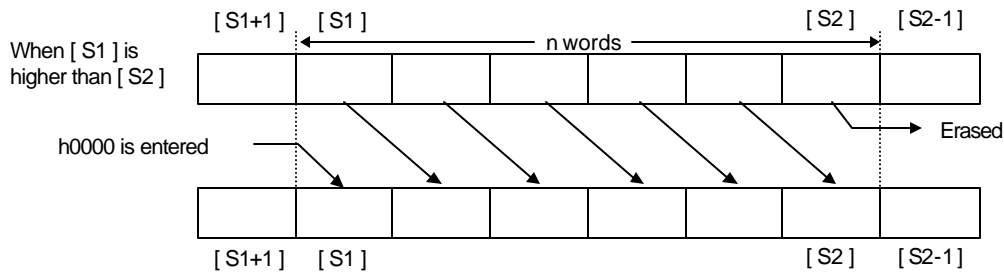 [ S1+1 ] [ S1 ] [ S2 ] [ S2-1 ]
n words
When [ S1 ] is
higher than [ S2 ]
Erased
h0000 is entered
[ S1+1 ] [ S1 ] [ S2 ] [ S2-1 ]